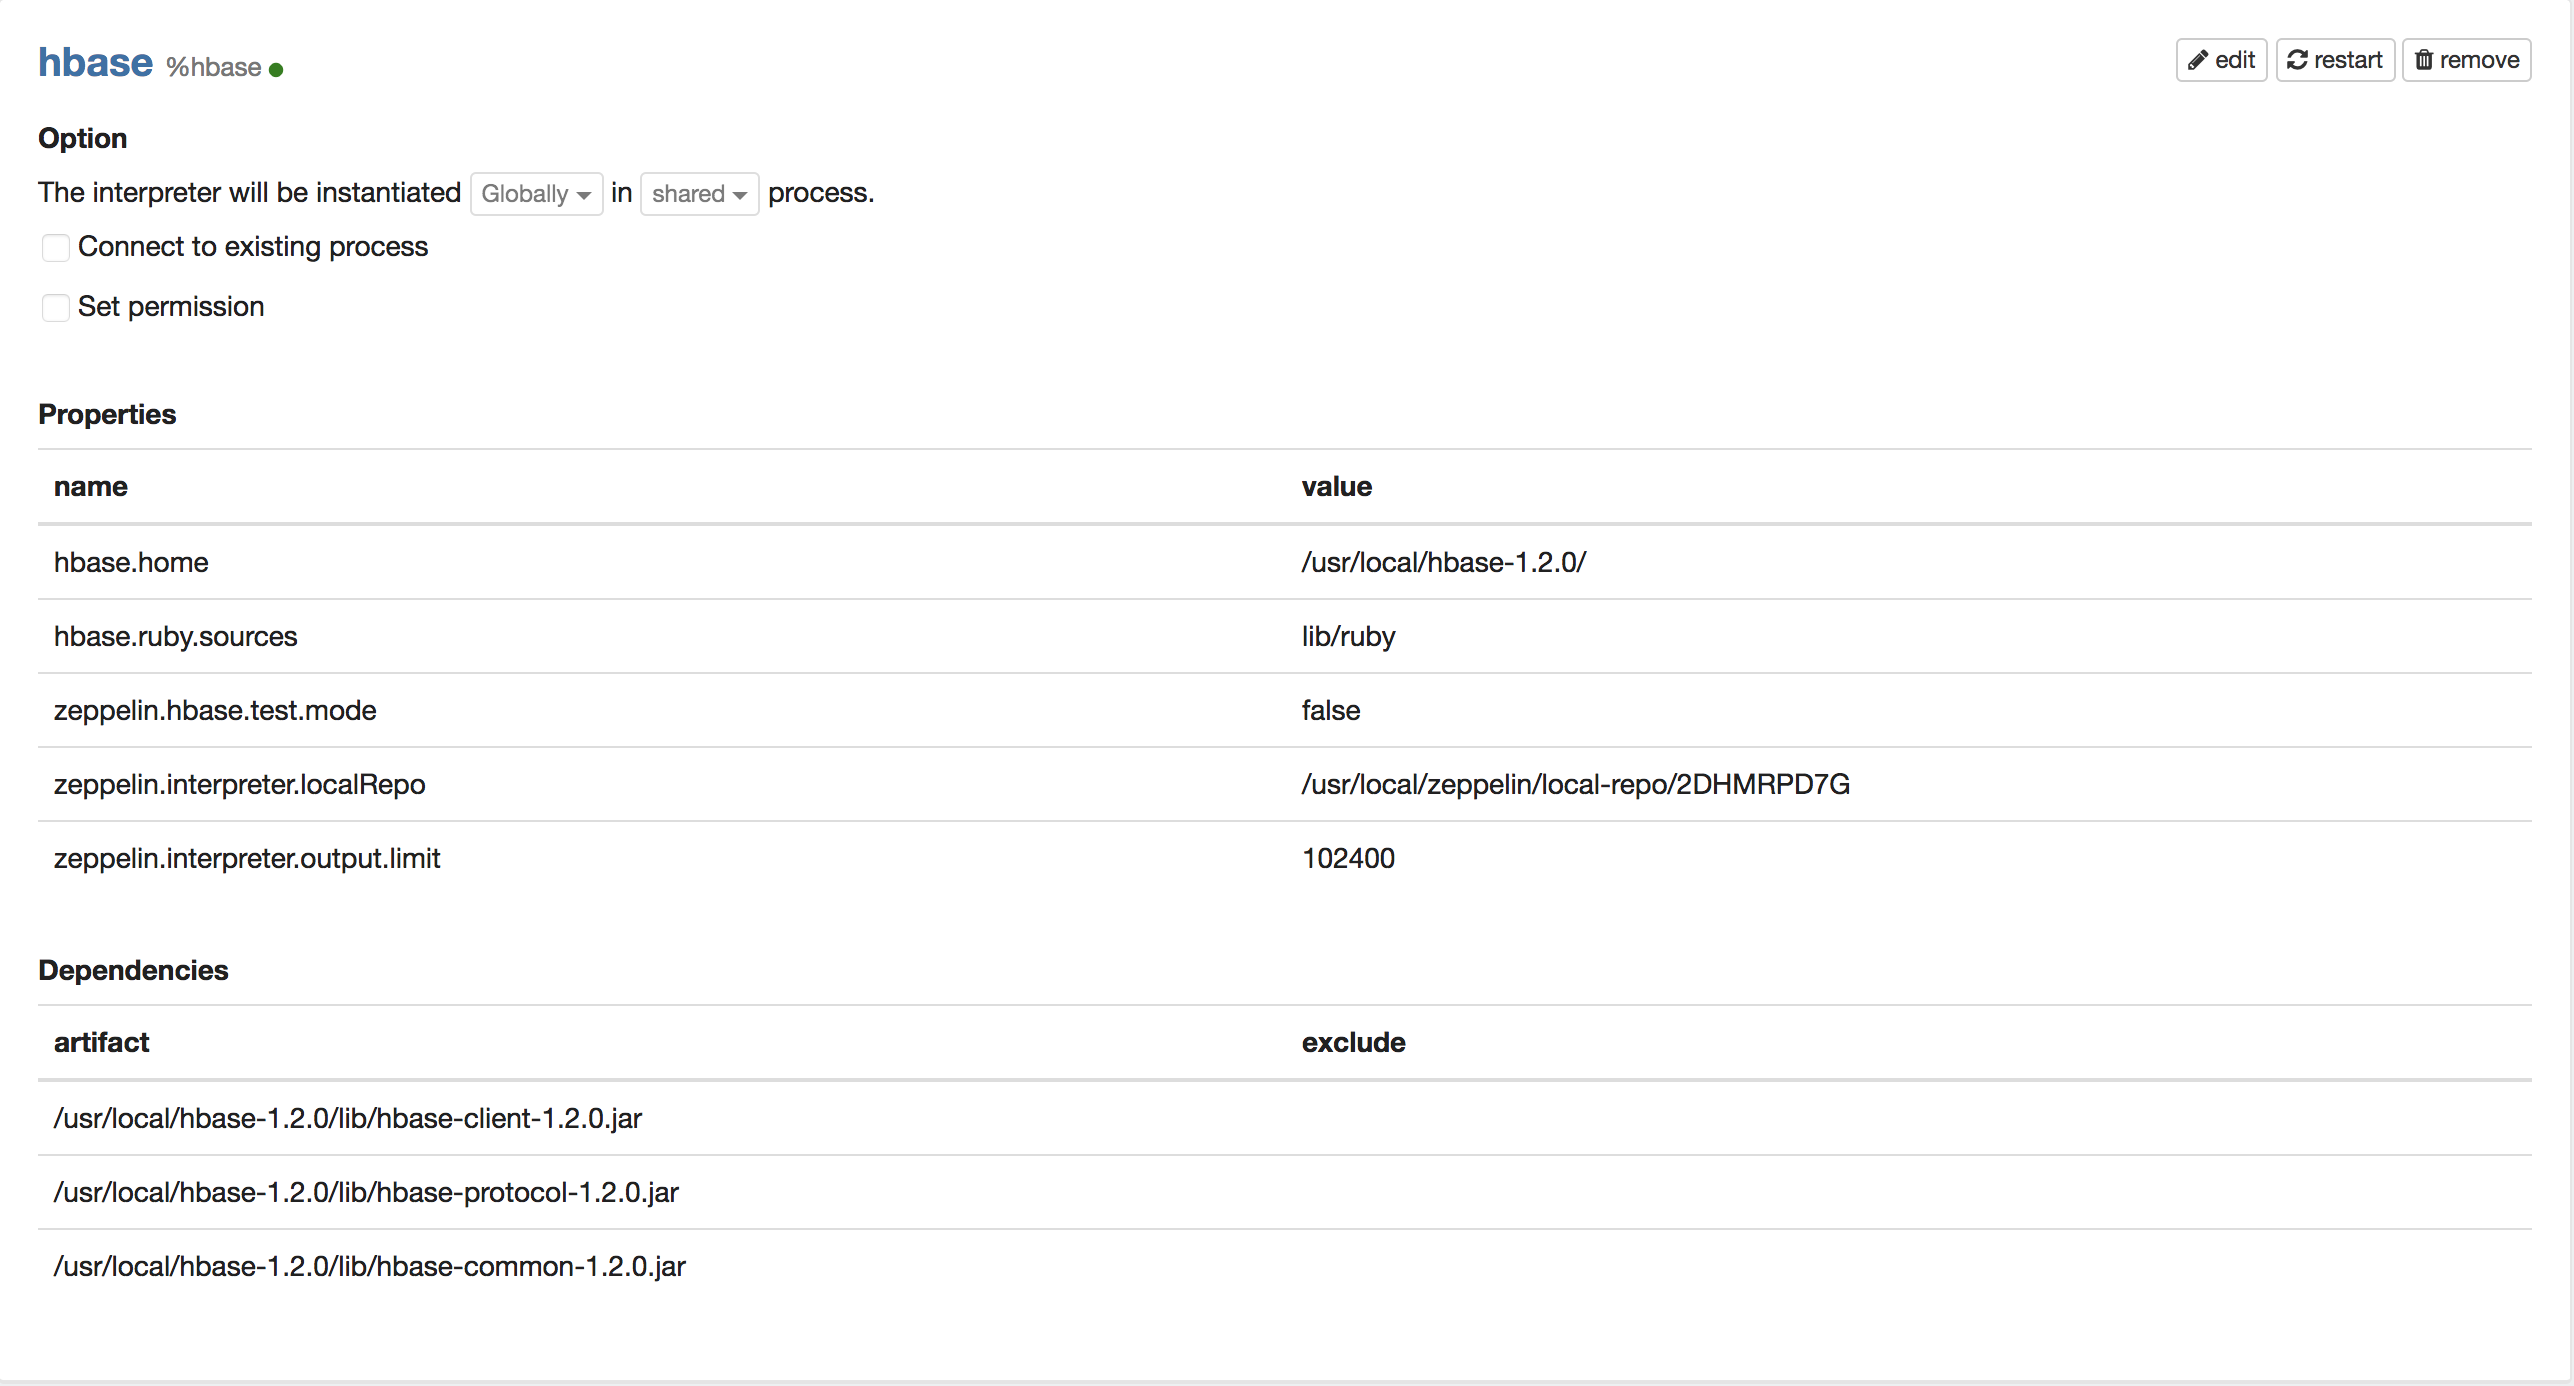 hbase %hbase
edit restart remove
Option
The interpreter will be instantiated Globally in shared process.
Connect to existing process
Set permission
Properties
name value
hbase.home /usr/local/hbase-1.2.0/
hbase.ruby.sources lib/ruby
zeppelin.hbase.test.mode false
zeppelin.interpreter.localRepo /usr/local/zeppelin/local-repo/2DHMRPD7G
zeppelin.interpreter.output.limit 102400
Dependencies
artifact exclude
/usr/local/hbase-1.2.0/lib/hbase-client-1.2.0.jar
/usr/local/hbase-1.2.0/lib/hbase-protocol-1.2.0.jar
/usr/local/hbase-1.2.0/lib/hbase-common-1.2.0.jar